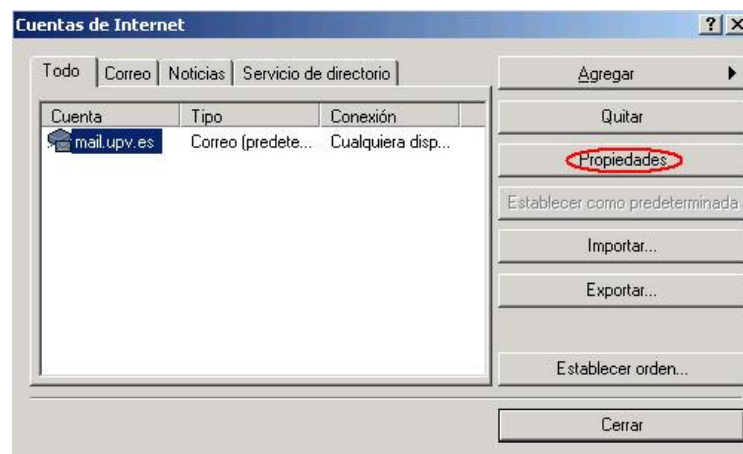 Cuentas de Internet
Todo Correo Noticias Servicio de directorio
Cuenta Tipo Conexión
mail.upv.es Correo (predete... Cualquiera disp...
Agregar
Quitar
Propiedades
Establecer como predeterminada
Importar...
Exportar...
Establecer orden...
Cerrar